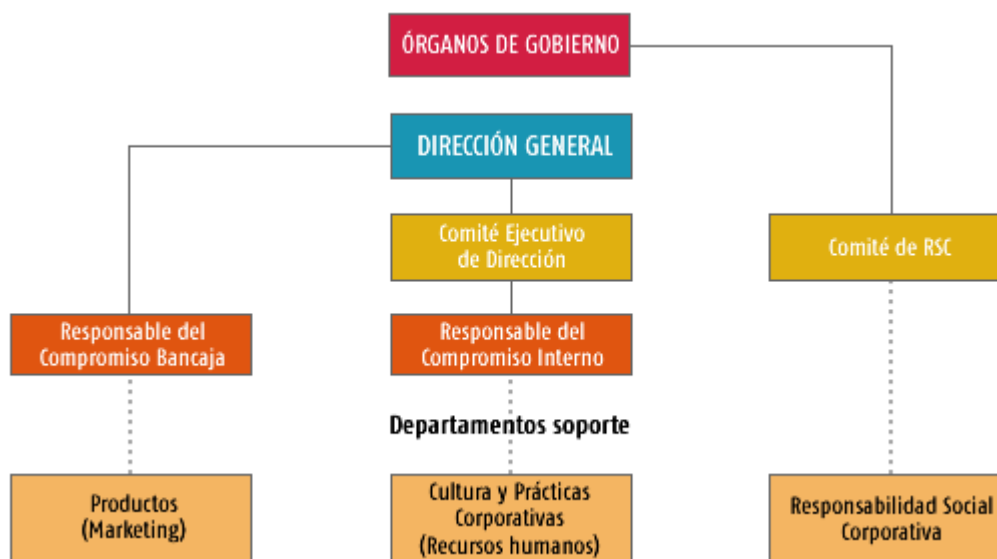 ÓRGANOS DE GOBIERNO
DIRECCIÓN GENERAL
Comité Ejecutivo
de Dirección
Comité de RSC
Responsable del
Compromiso Bancaja
Responsable del
Compromiso Interno
Departamentos soporte
Productos
(Marketing)
Cultura y Prácticas
Corporativas
(Recursos humanos)
Responsabilidad Social
Corporativa